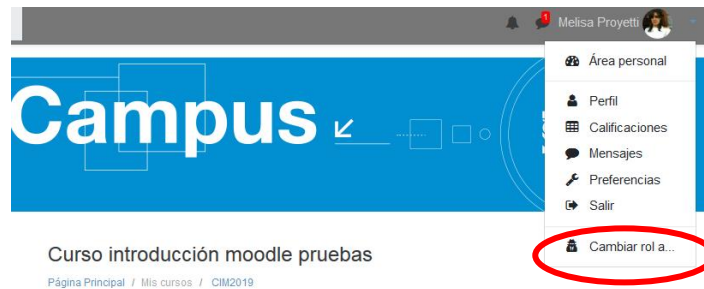 1
Melisa Proyetti
Área personal
Perfil
Calificaciones
Mensajes
Preferencias
Salir
Cambiar rol a...
Campus
Curso introducción moodle pruebas
Página Principal / Mis cursos / CIM2019